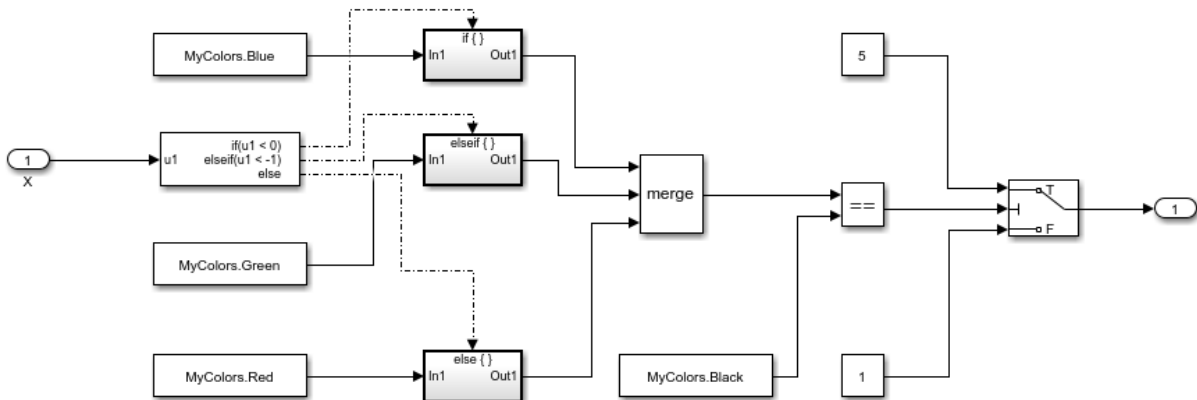 if { }
MyColors.Blue
In1
Out1
5
if(u1 < 0)
elseif(u1 < -1)
else
u1
elseif { }
In1
Out1
1
X
merge
==
T
F
1
MyColors.Green
else { }
MyColors.Red
In1
Out1
MyColors.Black
1